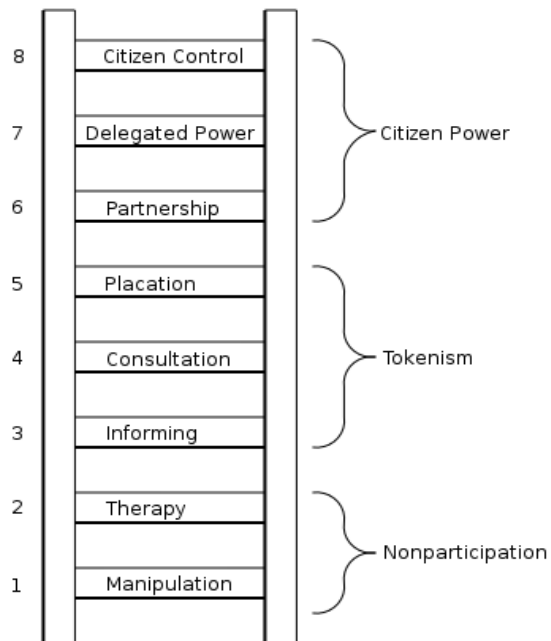 8 Citizen Control
7 Delegated Power
Citizen Power
6 Partnership
5 Placation
4 Consultation
Tokenism
3 Informing
2 Therapy
Nonparticipation
1 Manipulation